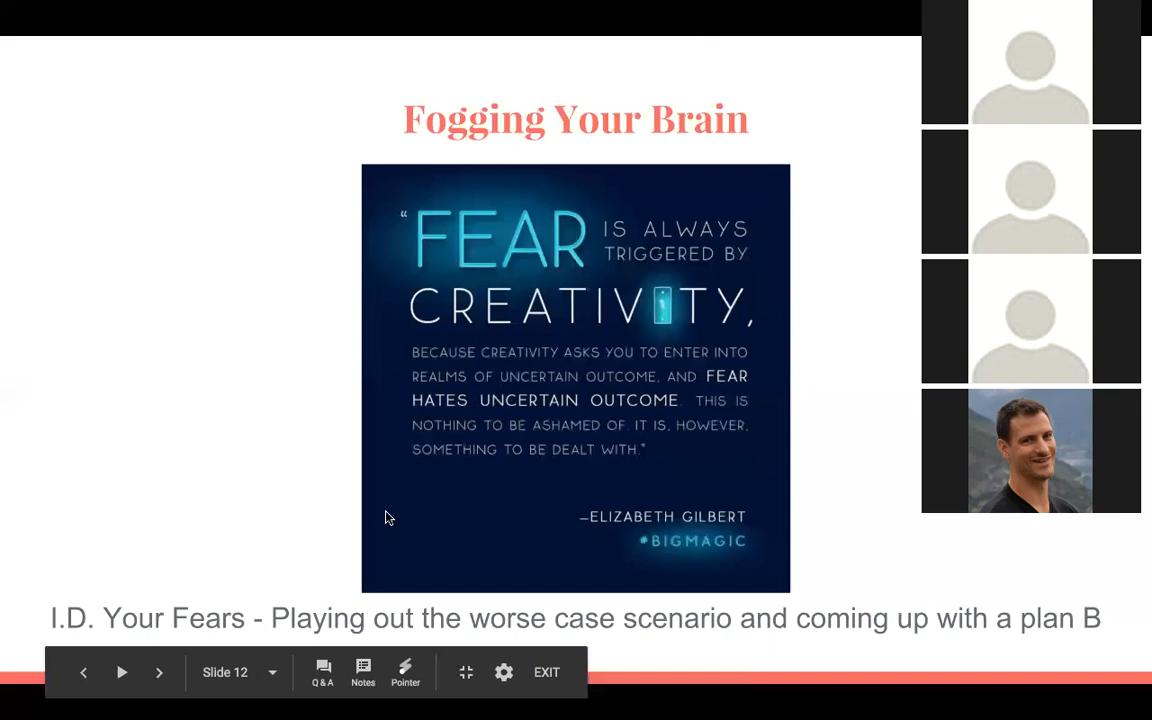 Fogging Your Brain
“FEAR IS ALWAYS
TRIGGERED BY
CREATIVITY,
BECAUSE CREATIVITY ASKS YOU TO ENTER INTO
REALMS OF UNCERTAIN OUTCOME, AND FEAR
HATES UNCERTAIN OUTCOME. THIS IS
NOTHING TO BE ASHAMED OF. IT IS, HOWEVER,
SOMETHING TO BE DEALT WITH.”
—ELIZABETH GILBERT
#BIGMAGIC
I.D. Your Fears - Playing out the worse case scenario and coming up with a plan B
Slide 12
Q & A
Notes
Pointer
EXIT